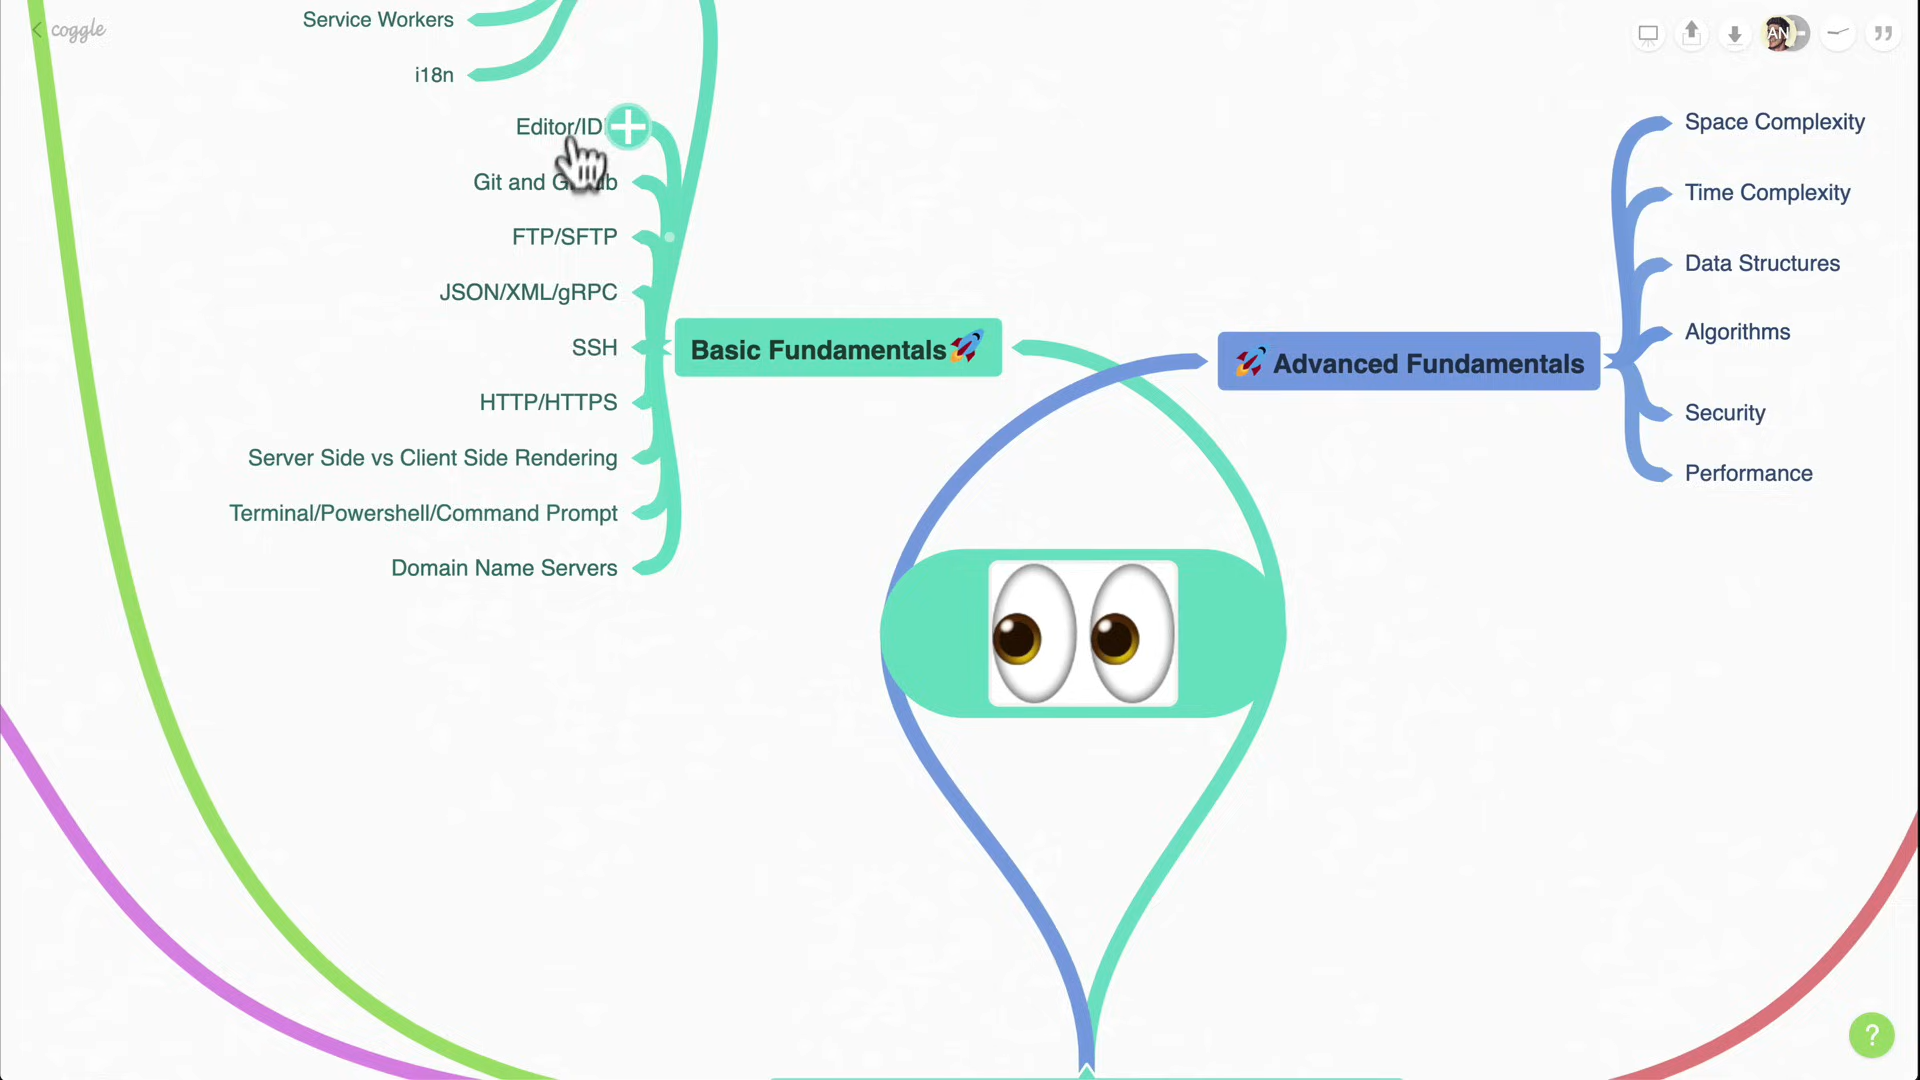 coggle
Service Workers
i18n
Editor/ID
Git and G ub
FTP/SFTP
JSON/XML/gRPC
SSH
HTTP/HTTPS
Server Side vs Client Side Rendering
Terminal/Powershell/Command Prompt
Domain Name Servers
Basic Fundamentals🚀
🚀 Advanced Fundamentals
Space Complexity
Time Complexity
Data Structures
Algorithms
Security
Performance
AN
?